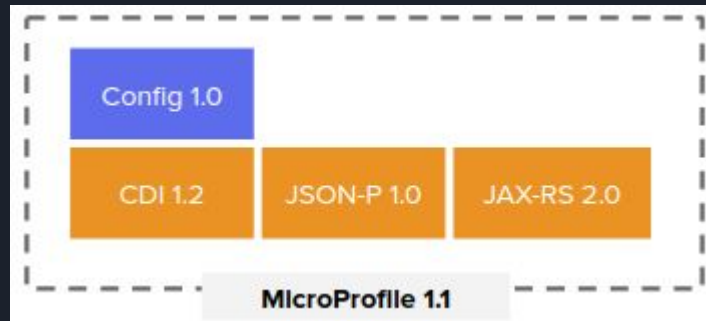 Config 1.0
CDI 1.2
JSON-P 1.0
JAX-RS 2.0
MicroProfile 1.1